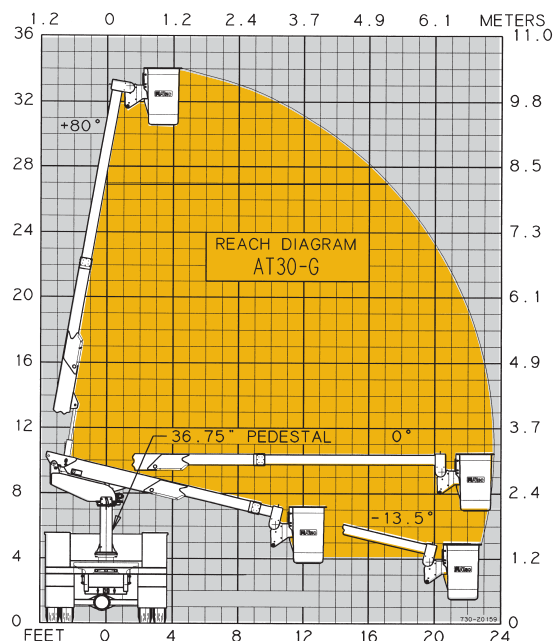 1.2 0 1.2 2.4 3.7 4.9 6.1 METERS
36 11.0
32 9.8
+80°
28 8.5
24 7.3
REACH DIAGRAM
AT30-G
20 6.1
16 4.9
12 3.7
36.75" PEDESTAL 0°
8 2.4
-13.5°
4 1.2
0 0
730-20159
FEET 0 4 8 12 16 20 24